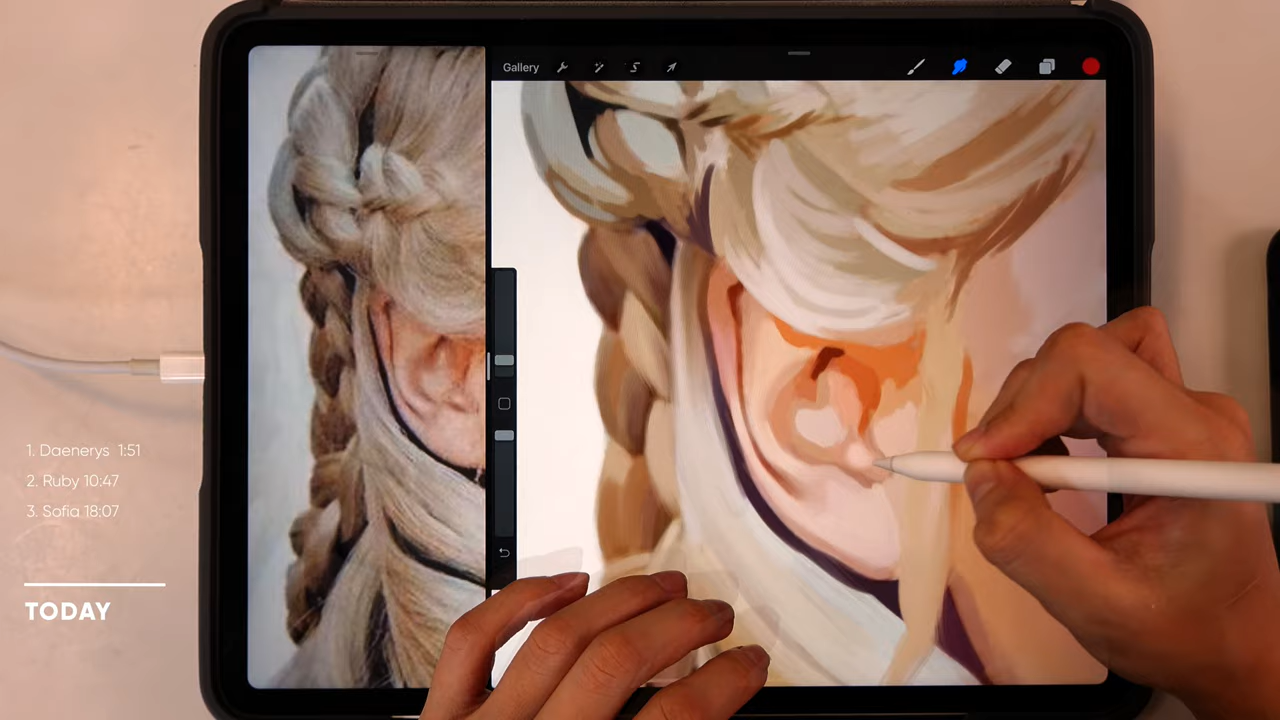 Gallery
1. Daenerys 1:51
2. Ruby 10:47
3. Sofia 18:07
TODAY